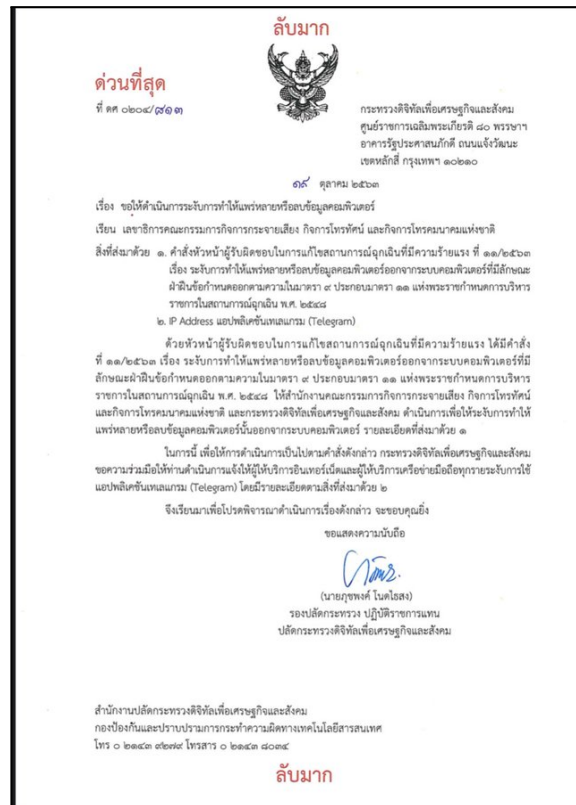 ลับมาก
ด่วนที่สุด
ที่ ดศ ๐๒๐๔/๘๑๓
กระทรวงดิจิทัลเพื่อเศรษฐกิจและสังคม
ศูนย์ราชการเฉลิมพระเกียรติ ๘๐ พรรษาฯ
อาคารรัฐประศาสนภักดี ถนนแจ้งวัฒนะ
เขตหลักสี่ กรุงเทพฯ ๑๐๒๑๐
๑๙ ตุลาคม ๒๕๖๓
เรื่อง ขอให้ดำเนินการระงับการทำให้แพร่หลายหรือลบข้อมูลคอมพิวเตอร์
เรียน เลขาธิการคณะกรรมการกิจการกระจายเสียง กิจการโทรทัศน์ และกิจการโทรคมนาคมแห่งชาติ
สิ่งที่ส่งมาด้วย ๑. คำสั่งหัวหน้าผู้รับผิดชอบในการแก้ไขสถานการณ์ฉุกเฉินที่มีความร้ายแรง ที่ ๑๑/๒๕๖๓
เรื่อง ระงับการทำให้แพร่หลายหรือลบข้อมูลคอมพิวเตอร์ออกจากระบบคอมพิวเตอร์ที่มีลักษณะ
ฝ่าฝืนข้อกำหนดออกตามความในมาตรา ๙ ประกอบมาตรา ๑๑ แห่งพระราชกำหนดการบริหาร
ราชการในสถานการณ์ฉุกเฉิน พ.ศ. ๒๕๔๘
๒. IP Address แอปพลิเคชันเทเลแกรม (Telegram)
ด้วยหัวหน้าผู้รับผิดชอบในการแก้ไขสถานการณ์ฉุกเฉินที่มีความร้ายแรง ได้มีคำสั่ง
ที่ ๑๑/๒๕๖๓ เรื่อง ระงับการทำให้แพร่หลายหรือลบข้อมูลคอมพิวเตอร์ออกจากระบบคอมพิวเตอร์ที่มี
ลักษณะฝ่าฝืนข้อกำหนดออกตามความในมาตรา ๙ ประกอบมาตรา ๑๑ แห่งพระราชกำหนดการบริหาร
ราชการในสถานการณ์ฉุกเฉิน พ.ศ. ๒๕๔๘ ให้สำนักงานคณะกรรมการกิจการกระจายเสียง กิจการโทรทัศน์
และกิจการโทรคมนาคมแห่งชาติ และกระทรวงดิจิทัลเพื่อเศรษฐกิจและสังคม ดำเนินการเพื่อให้ระงับการทำให้
แพร่หลายหรือลบข้อมูลคอมพิวเตอร์นั้นออกจากระบบคอมพิวเตอร์ รายละเอียดที่ส่งมาด้วย ๑
ในการนี้ เพื่อให้การดำเนินการเป็นไปตามคำสั่งดังกล่าว กระทรวงดิจิทัลเพื่อเศรษฐกิจและสังคม
ขอความร่วมมือให้ท่านดำเนินการแจ้งให้ผู้ให้บริการอินเทอร์เน็ตและผู้ให้บริการเครือข่ายมือถือทุกรายระงับการใช้
แอปพลิเคชันเทเลแกรม (Telegram) โดยมีรายละเอียดตามสิ่งที่ส่งมาด้วย ๒
จึงเรียนมาเพื่อโปรดพิจารณาดำเนินการเรื่องดังกล่าว จะขอบคุณยิ่ง
ขอแสดงความนับถือ
(นายภุชพงค์ โนดไธสง)
รองปลัดกระทรวง ปฏิบัติราชการแทน
ปลัดกระทรวงดิจิทัลเพื่อเศรษฐกิจและสังคม
สำนักงานปลัดกระทรวงดิจิทัลเพื่อเศรษฐกิจและสังคม
กองป้องกันและปราบปรามการกระทำความผิดทางเทคโนโลยีสารสนเทศ
โทร ๐ ๒๑๔๓ ๙๒๗๙ โทรสาร ๐ ๒๑๔๓ ๘๐๓๔
ลับมาก